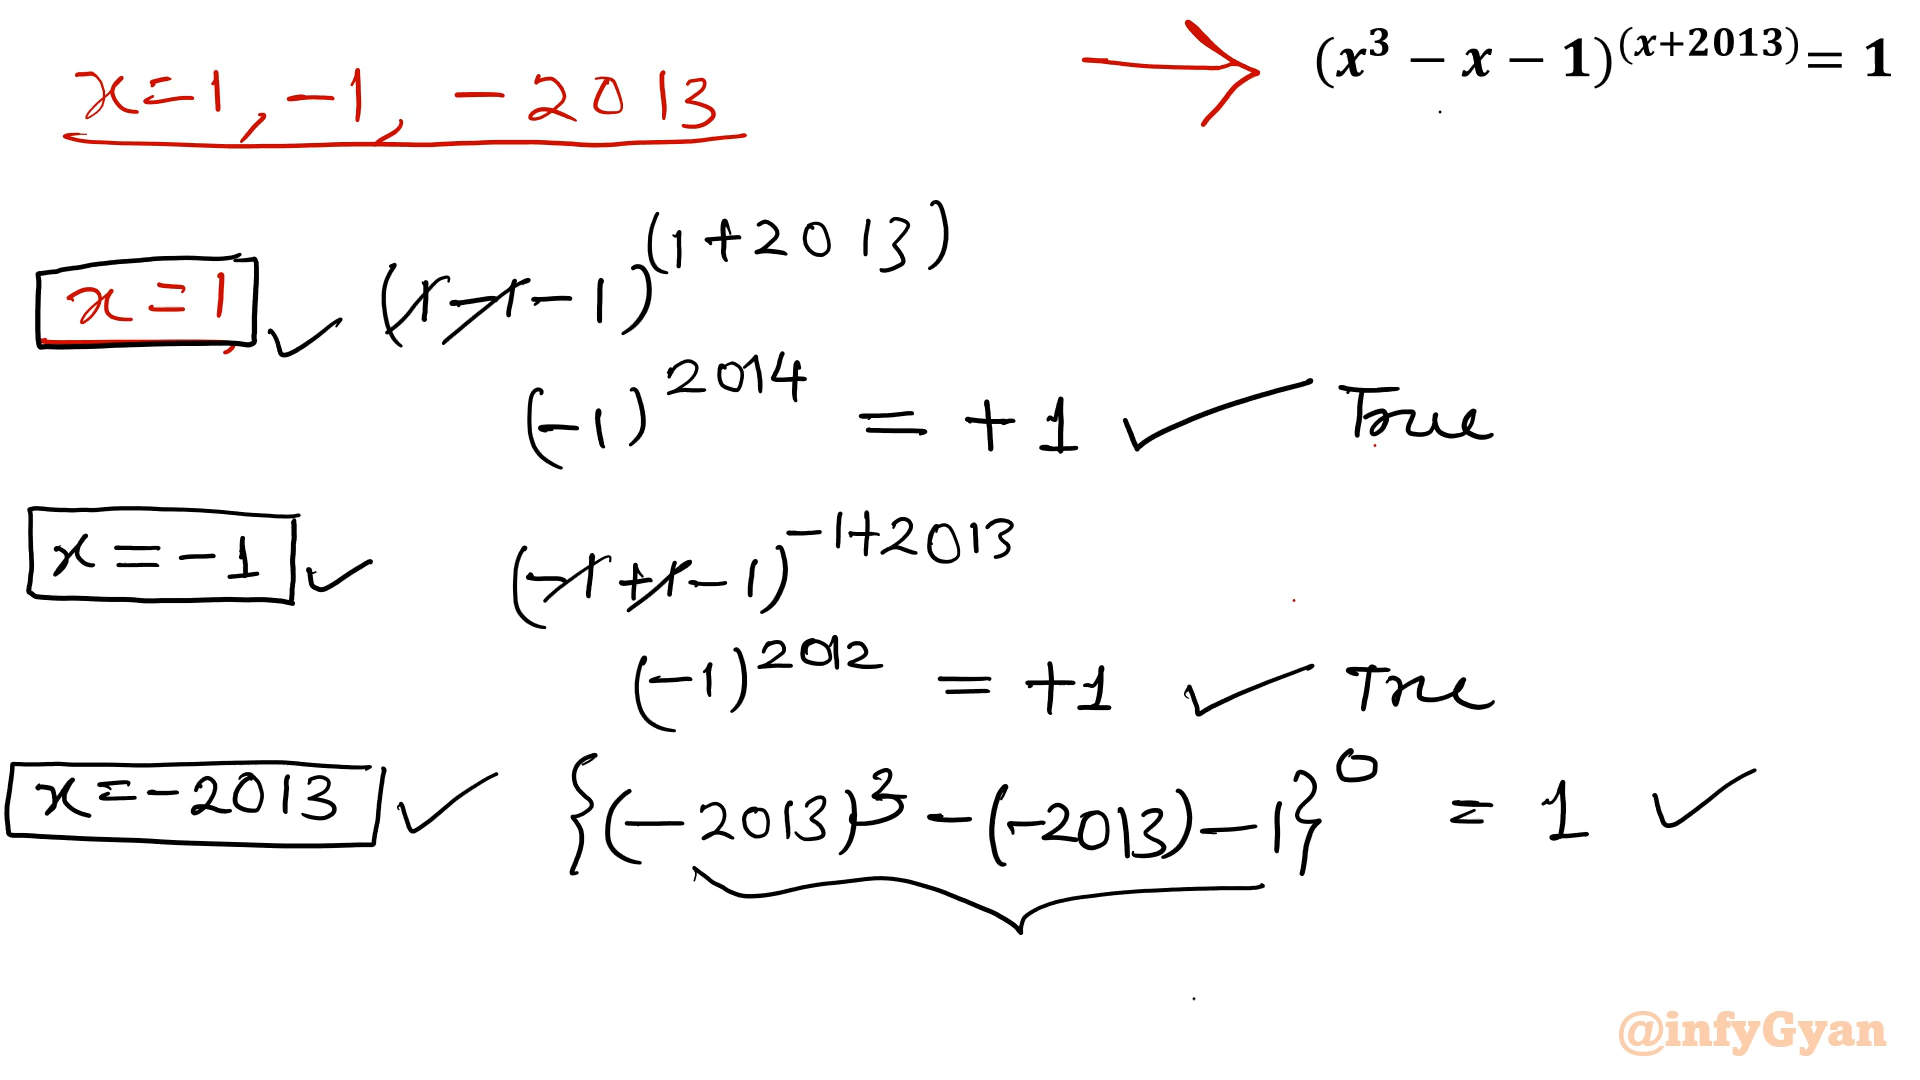 x=1, -1, -2013 → (x³ − x − 1)⁽ˣ⁺²⁰¹³⁾= 1
x = 1, ✓ (1-1-1)⁽¹⁺²⁰¹³⁾
(-1)²⁰¹⁴ = +1 ✓ True
x = -1 ✓ (-1+1-1)⁻¹⁺²⁰¹³
(-1)²⁰¹² = +1 ✓ True
x=-2013 ✓ {(-2013)³ - (-2013) - 1}⁰ = 1 ✓
@infyGyan